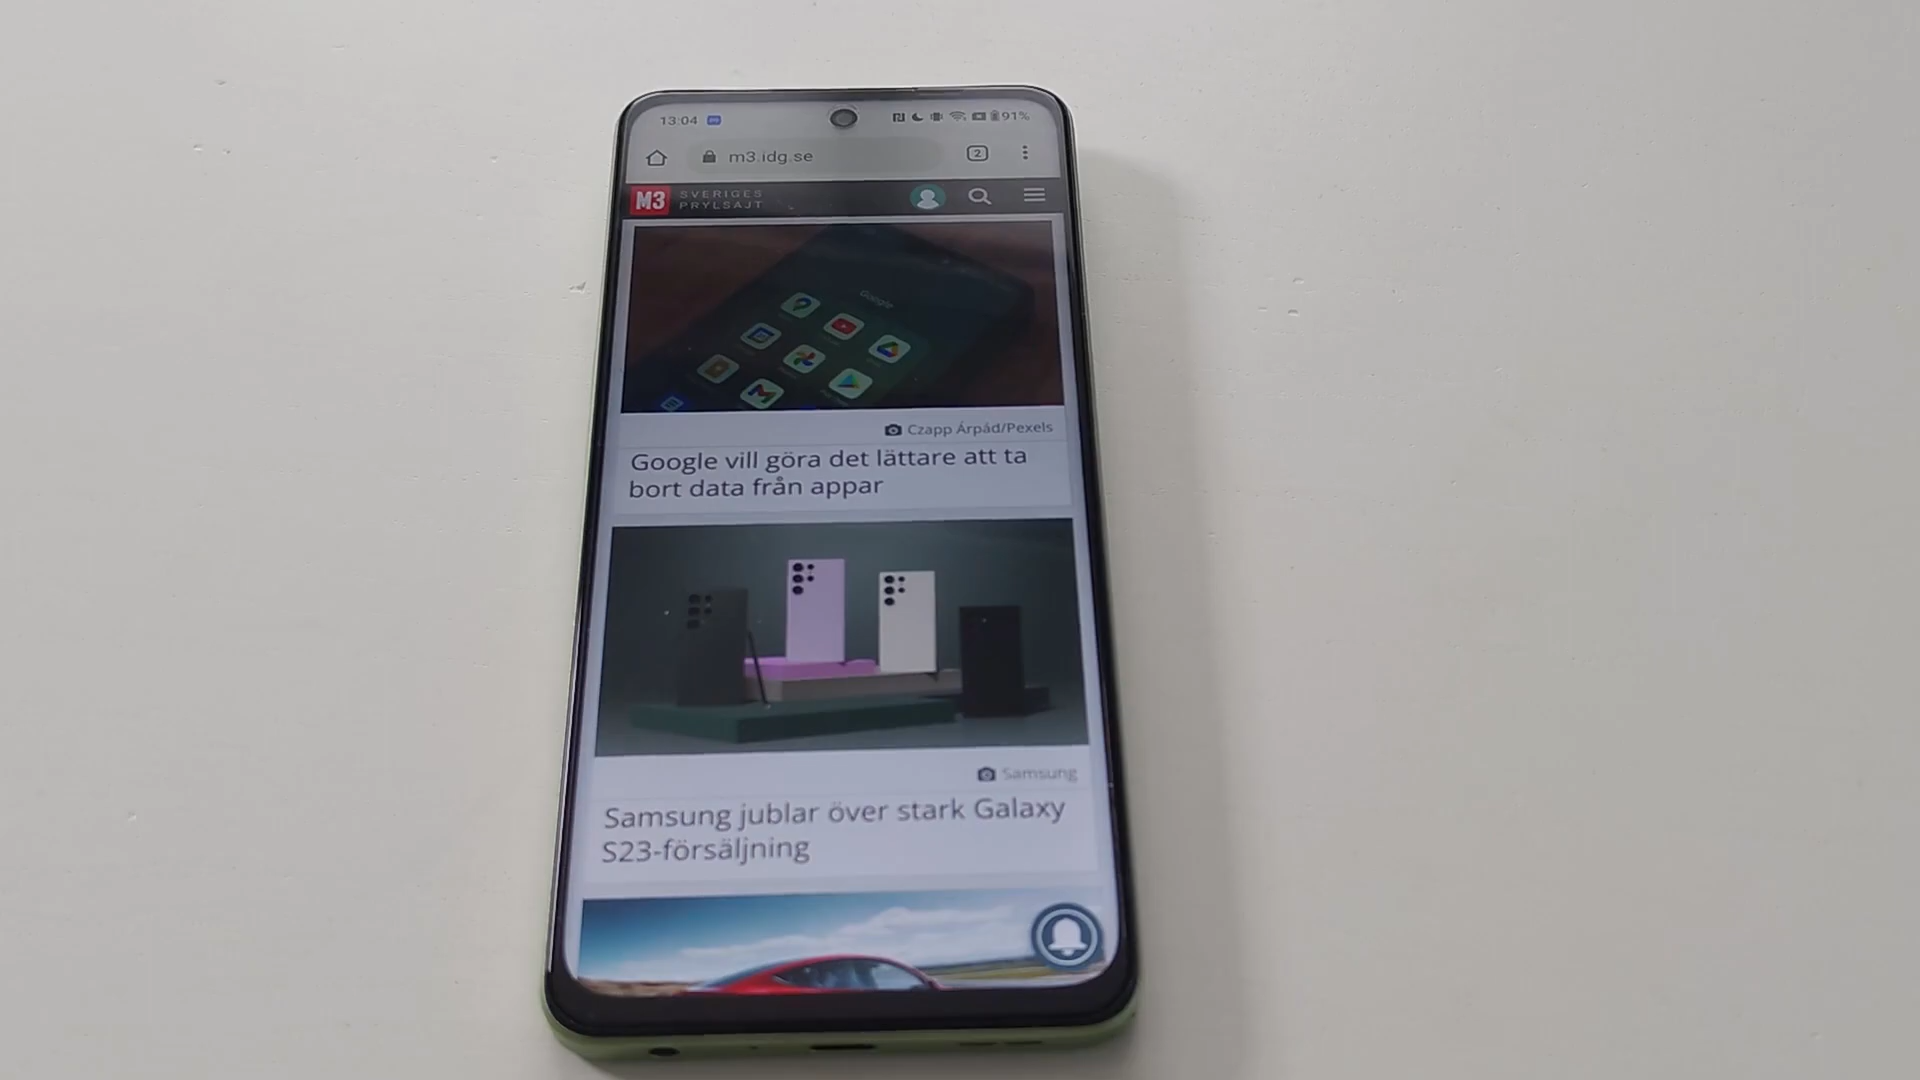 13:04
91%
m3.idg.se
2
M3
SVERIGES
PRYLSAJT
Google
Czapp Árpád/Pexels
Google vill göra det lättare att ta
bort data från appar
Samsung
Samsung jublar över stark Galaxy
S23-försäljning